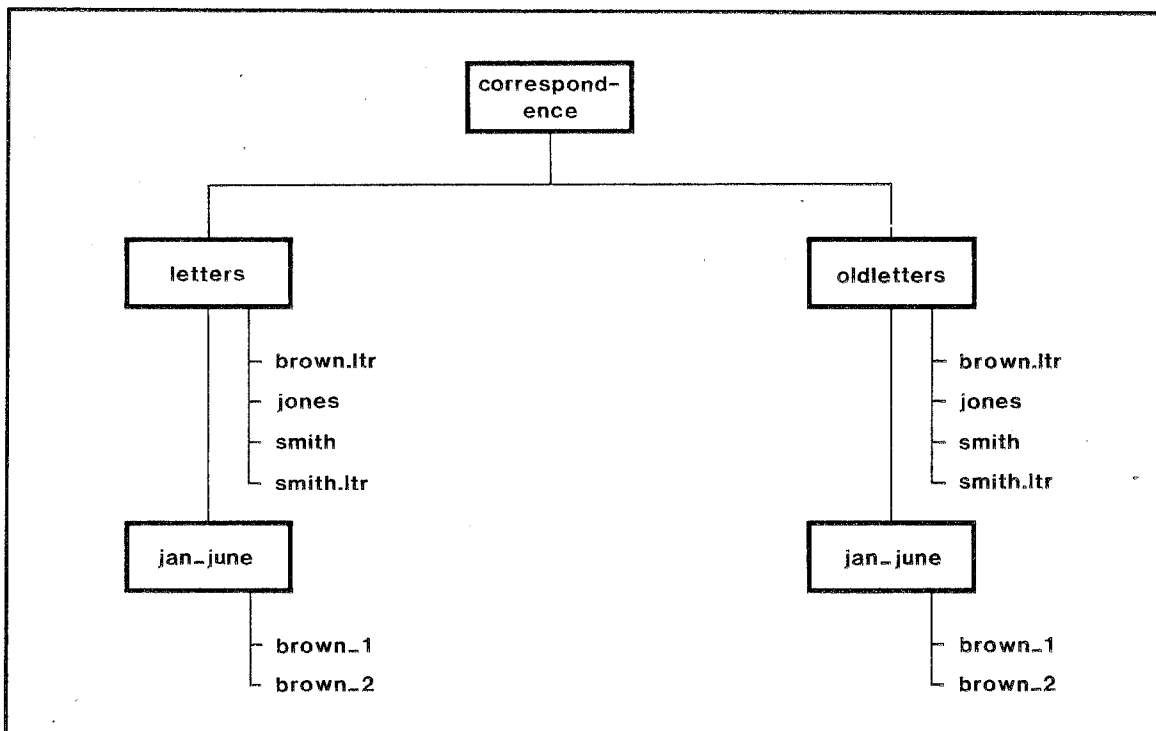 correspond-
ence
letters
oldletters
brown.ltr
jones
smith
smith.ltr
brown.ltr
jones
smith
smith.ltr
jan_june
jan_june
brown_1
brown_2
brown_1
brown_2